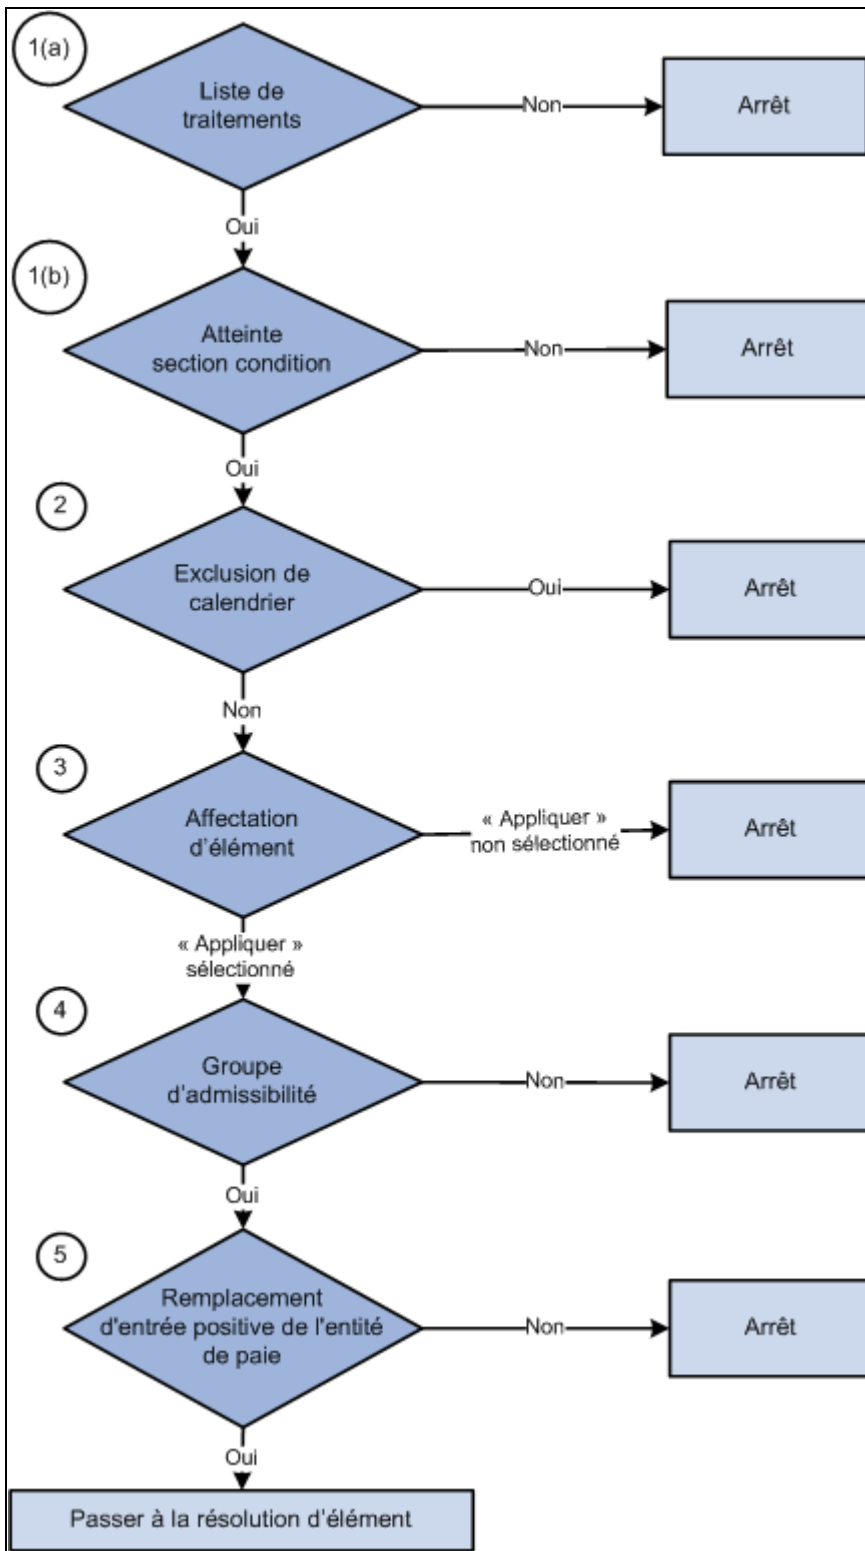 1(a)
Liste de
traitements
Non
Arrêt
Oui
1(b)
Atteinte
section condition
Non
Arrêt
Oui
2
Exclusion de
calendrier
Oui
Arrêt
Non
3
Affectation
d'élément
« Appliquer »
non sélectionné
Arrêt
« Appliquer »
sélectionné
4
Groupe
d'admissibilité
Non
Arrêt
Oui
5
Remplacement
d'entrée positive de l'entité
de paie
Non
Arrêt
Oui
Passer à la résolution d'élément